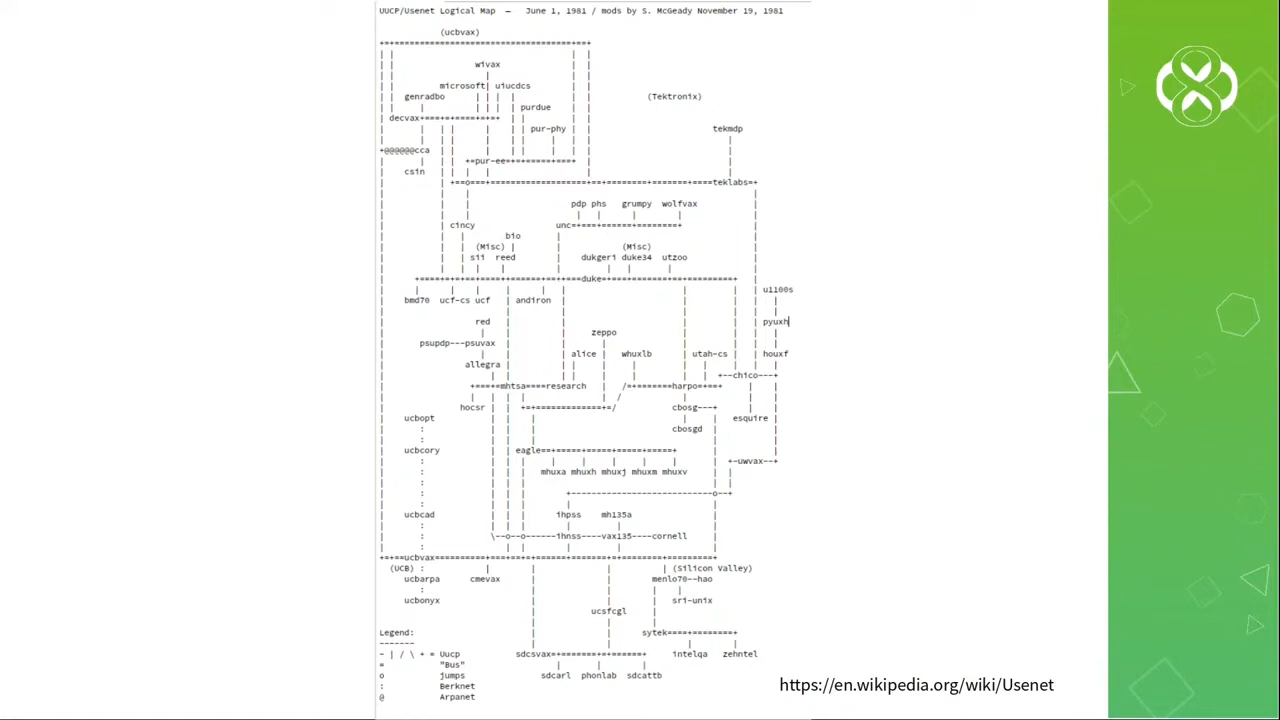 UUCP/Usenet Logical Map — June 1, 1981 / mods by S. McGeady November 19, 1981
(ucbvax)
wivax
microsoft| uiucdcs
genradbo (Tektronix)
purdue
decvax+===+====+====+=+
pur-phy tekmdp
+@@@@@@cca
+=pur-ee=+=+=====+===+
csin
+==o===+===================+==+========+=======+====teklabs=+
pdp phs grumpy wolfvax
cincy unc=+===+======+========+
bio
(Misc) | (Misc)
sii reed dukgeri duke34 utzoo
====duke====
u1100s
bmd70 ucf-cs ucf andiron
red pyuxh
zeppo
psupdp---psuvax
alice whuxlb utah-cs houxf
allegra
+--chico---+
+===+=mhtsa====research /=+=======harpo=+==+
hocsr +=+=============+=/ cbosg---+
ucbopt esquire
: cbosgd
:
ucbcory eagle==+=====+=====+=====+=====+
: +-uwvax--+
: mhuxa mhuxh mhuxj mhuxm mhuxv
:
: +----------------------------o--+
:
ucbcad ihpss mh135a
:
: \--o--o------ihnss----vax135----cornell
:
+=+==ucbvax==========+===+==+=+======+=======+=+========+=========+
(UCB) : (Silicon Valley)
ucbarpa cmevax menlo70--hao
:
ucbonyx sri-unix
ucsfcgl
Legend: sytek====+========+
-------
- | / \ + = Uucp sdcsvax=+=======+=+======+ intelqa zehntel
= "Bus"
o jumps sdcarl phonlab sdcattb
: Berknet
@ Arpanet
https://en.wikipedia.org/wiki/Usenet